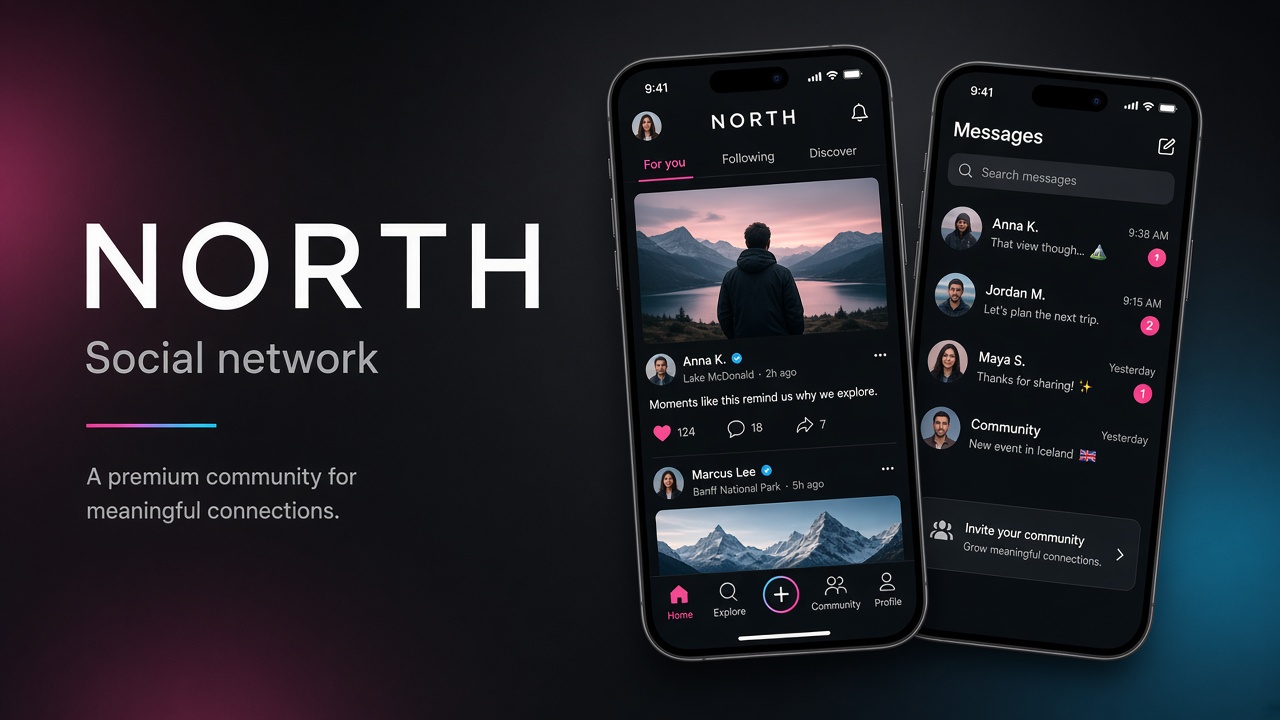 NORTH
Social network
A premium community for
meaningful connections.
9:41
NORTH
For you Following Discover
Anna K.
Lake McDonald · 2h ago
Moments like this remind us why we explore.
124 18 7
Marcus Lee
Banff National Park · 5h ago
Home Explore Community Profile
9:41
Messages
Search messages
Anna K. 9:38 AM
That view though... 🏔️ 1
Jordan M. 9:15 AM
Let's plan the next trip. 2
Maya S. Yesterday
Thanks for sharing! ✨ 1
Community Yesterday
New event in Iceland 🇬🇧
Invite your community
Grow meaningful connections.